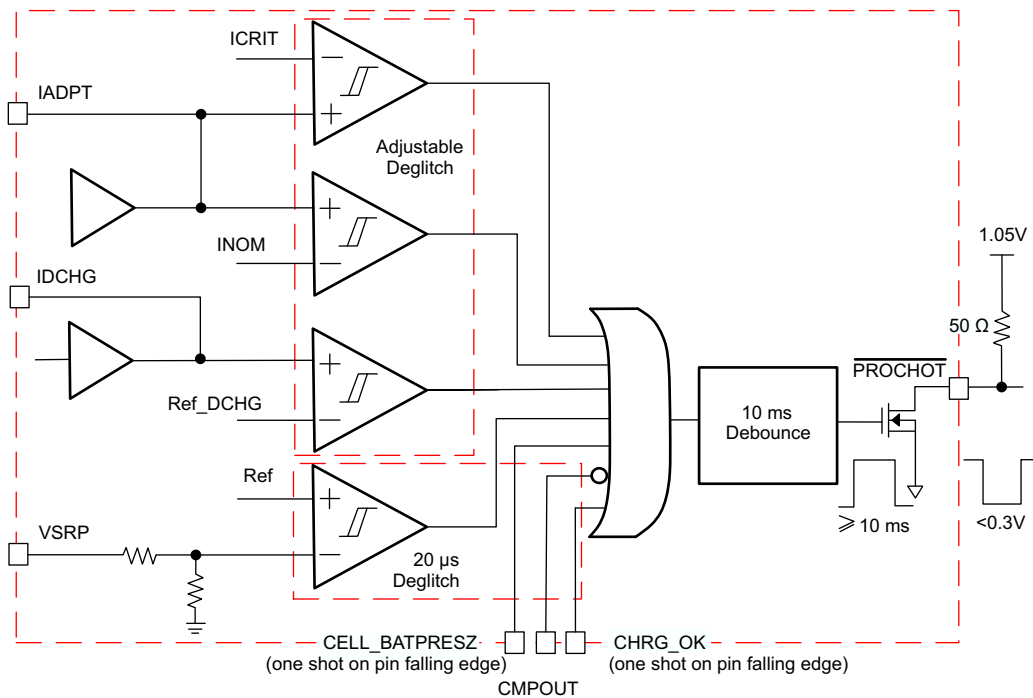 ICRIT
IADPT
Adjustable
Deglitch
INOM
1.05V
IDCHG
50 Ω
PROCHOT
Ref_DCHG
10 ms
Debounce
Ref
≥ 10 ms
<0.3V
VSRP
20 µs
Deglitch
CELL_BATPRESZ
(one shot on pin falling edge)
CHRG_OK
(one shot on pin falling edge)
CMPOUT